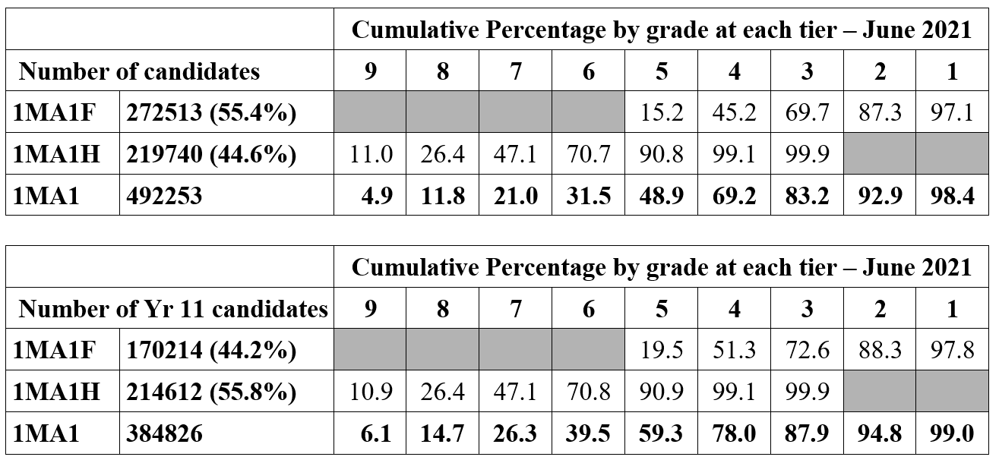 Cumulative Percentage by grade at each tier – June 2021
Number of candidates 9 8 7 6 5 4 3 2 1
1MA1F 272513 (55.4%) 15.2 45.2 69.7 87.3 97.1
1MA1H 219740 (44.6%) 11.0 26.4 47.1 70.7 90.8 99.1 99.9
1MA1 492253 4.9 11.8 21.0 31.5 48.9 69.2 83.2 92.9 98.4
Cumulative Percentage by grade at each tier – June 2021
Number of Yr 11 candidates 9 8 7 6 5 4 3 2 1
1MA1F 170214 (44.2%) 19.5 51.3 72.6 88.3 97.8
1MA1H 214612 (55.8%) 10.9 26.4 47.1 70.8 90.9 99.1 99.9
1MA1 384826 6.1 14.7 26.3 39.5 59.3 78.0 87.9 94.8 99.0